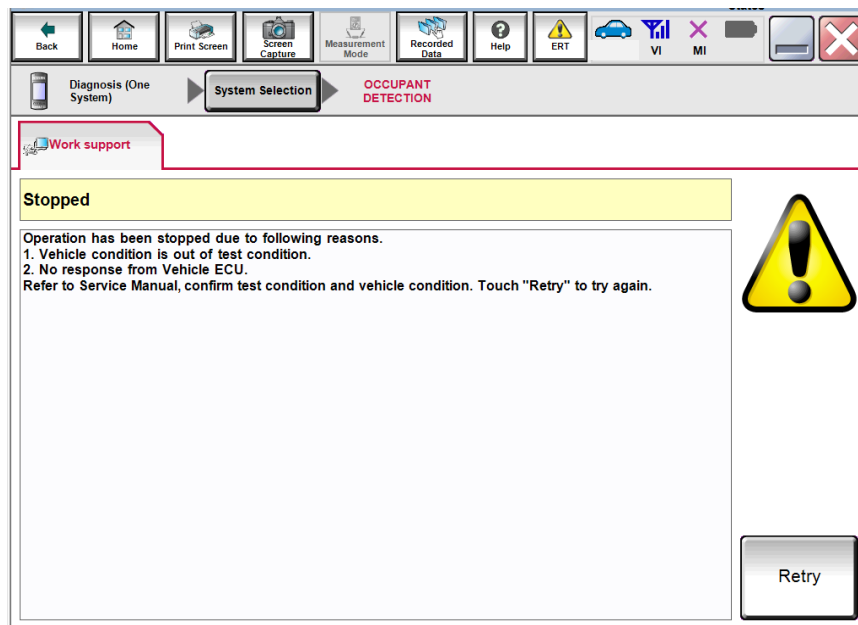 Status
Back
Home
Print Screen
Screen
Capture
Measurement
Mode
Recorded
Data
Help
ERT
VI
MI
Diagnosis (One
System)
System Selection
OCCUPANT
DETECTION
Work support
Stopped
Operation has been stopped due to following reasons.
1. Vehicle condition is out of test condition.
2. No response from Vehicle ECU.
Refer to Service Manual, confirm test condition and vehicle condition. Touch "Retry" to try again.
Retry